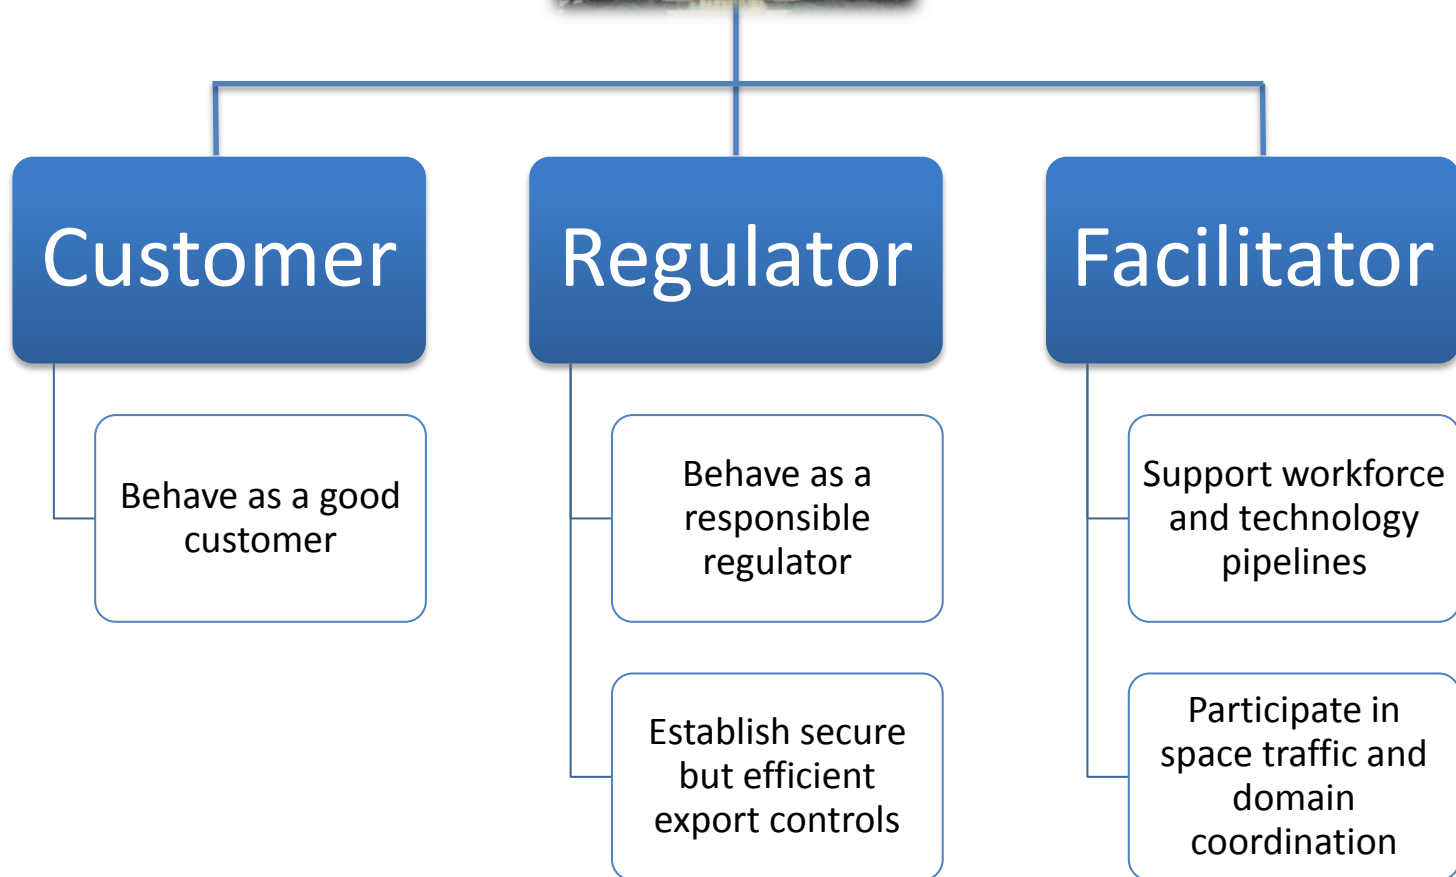 Customer
Regulator
Facilitator
Behave as a good
customer
Behave as a
responsible
regulator
Establish secure
but efficient
export controls
Support workforce
and technology
pipelines
Participate in
space traffic and
domain
coordination